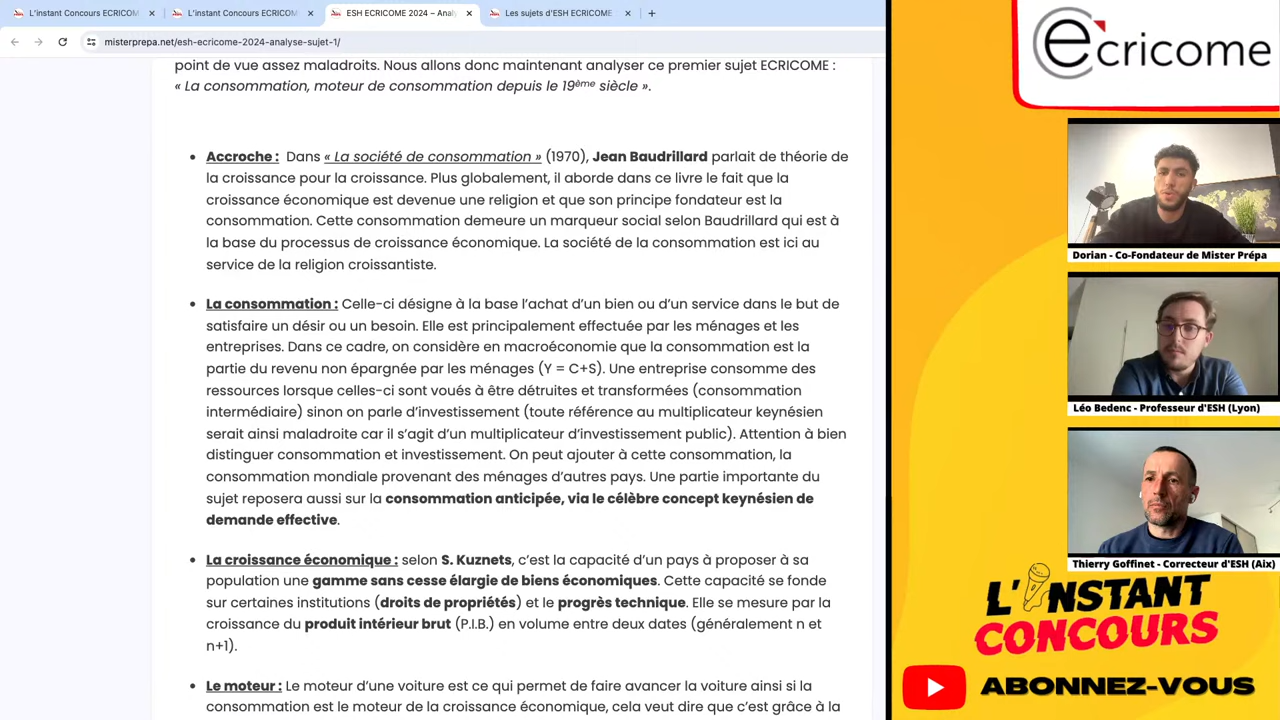 L'instant Concours ECRICOM
L'instant Concours ECRICOM
ESH ECRICOME 2024 – Analy
Les sujets d'ESH ECRICOME
misterprepa.net/esh-ecricome-2024-analyse-sujet-1/
point de vue assez maladroits. Nous allons donc maintenant analyser ce premier sujet ECRICOME :
« La consommation, moteur de consommation depuis le 19ème siècle ».
Accroche : Dans « La société de consommation » (1970), Jean Baudrillard parlait de théorie de
la croissance pour la croissance. Plus globalement, il aborde dans ce livre le fait que la
croissance économique est devenue une religion et que son principe fondateur est la
consommation. Cette consommation demeure un marqueur social selon Baudrillard qui est à
la base du processus de croissance économique. La société de la consommation est ici au
service de la religion croissantiste.
La consommation : Celle-ci désigne à la base l'achat d'un bien ou d'un service dans le but de
satisfaire un désir ou un besoin. Elle est principalement effectuée par les ménages et les
entreprises. Dans ce cadre, on considère en macroéconomie que la consommation est la
partie du revenu non épargnée par les ménages (Y = C+S). Une entreprise consomme des
ressources lorsque celles-ci sont voués à être détruites et transformées (consommation
intermédiaire) sinon on parle d'investissement (toute référence au multiplicateur keynésien
serait ainsi maladroite car il s'agit d'un multiplicateur d'investissement public). Attention à bien
distinguer consommation et investissement. On peut ajouter à cette consommation, la
consommation mondiale provenant des ménages d'autres pays. Une partie importante du
sujet reposera aussi sur la consommation anticipée, via le célèbre concept keynésien de
demande effective.
La croissance économique : selon S. Kuznets, c'est la capacité d'un pays à proposer à sa
population une gamme sans cesse élargie de biens économiques. Cette capacité se fonde
sur certaines institutions (droits de propriétés) et le progrès technique. Elle se mesure par la
croissance du produit intérieur brut (P.I.B.) en volume entre deux dates (généralement n et
n+1).
Le moteur : Le moteur d'une voiture est ce qui permet de faire avancer la voiture ainsi si la
consommation est le moteur de la croissance économique, cela veut dire que c'est grâce à la
ecricome
Dorian - Co-Fondateur de Mister Prépa
Léo Bedenc - Professeur d'ESH (Lyon)
Thierry Goffinet - Correcteur d'ESH (Aix)
L'INSTANT
CONCOURS
ABONNEZ-VOUS